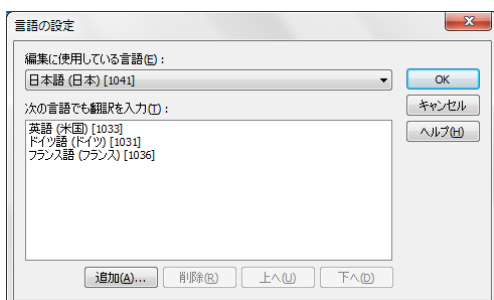 言語の設定
編集に使用している言語(E):
日本語 (日本) [1041]
OK
次の言語でも翻訳を入力(T):
キャンセル
英語 (米国) [1033]
ヘルプ(H)
ドイツ語 (ドイツ) [1031]
フランス語 (フランス) [1036]
追加(A)... 削除(R) 上へ(U) 下へ(D)